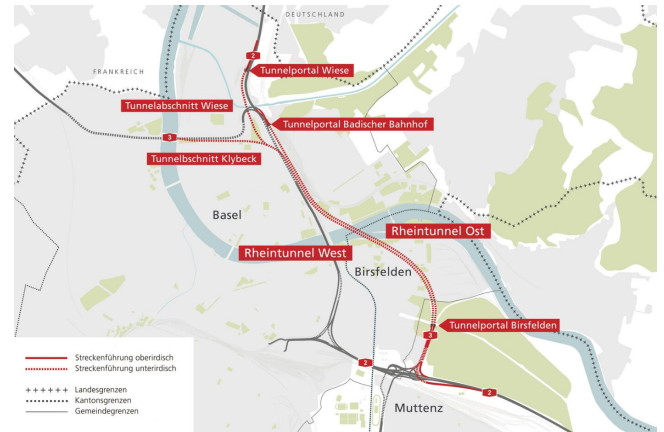 DEUTSCHLAND
2
FRANKREICH
Tunnelportal Wiese
Tunnelabschnitt Wiese
Tunnelportal Badischer Bahnhof
3
Tunnelbschnitt Klybeck
Basel
Rheintunnel Ost
Rheintunnel West
Birsfelden
Tunnelportal Birsfelden
3
Streckenführung oberirdisch
Streckenführung unterirdisch
2
Landesgrenzen
2
Kantonsgrenzen
Gemeindegrenzen
Muttenz